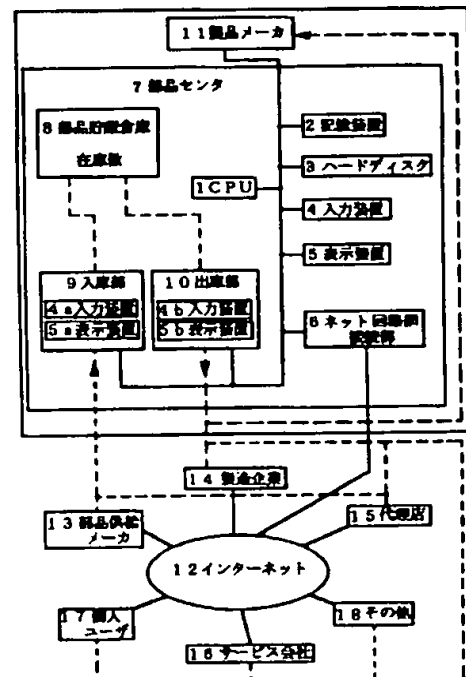 11製品メーカ
7部品センタ
8部品貯蔵倉庫
在庫数
2記憶装置
3ハードディスク
1CPU
4入力装置
5表示装置
9入庫部
4a入力装置
5a表示装置
10出庫部
4b入力装置
5b表示装置
6ネット回路網
14製造企業
13部品供給
メーカ
15代理店
12インターネット
17個人
ユーザ
18その他
16サービス会社